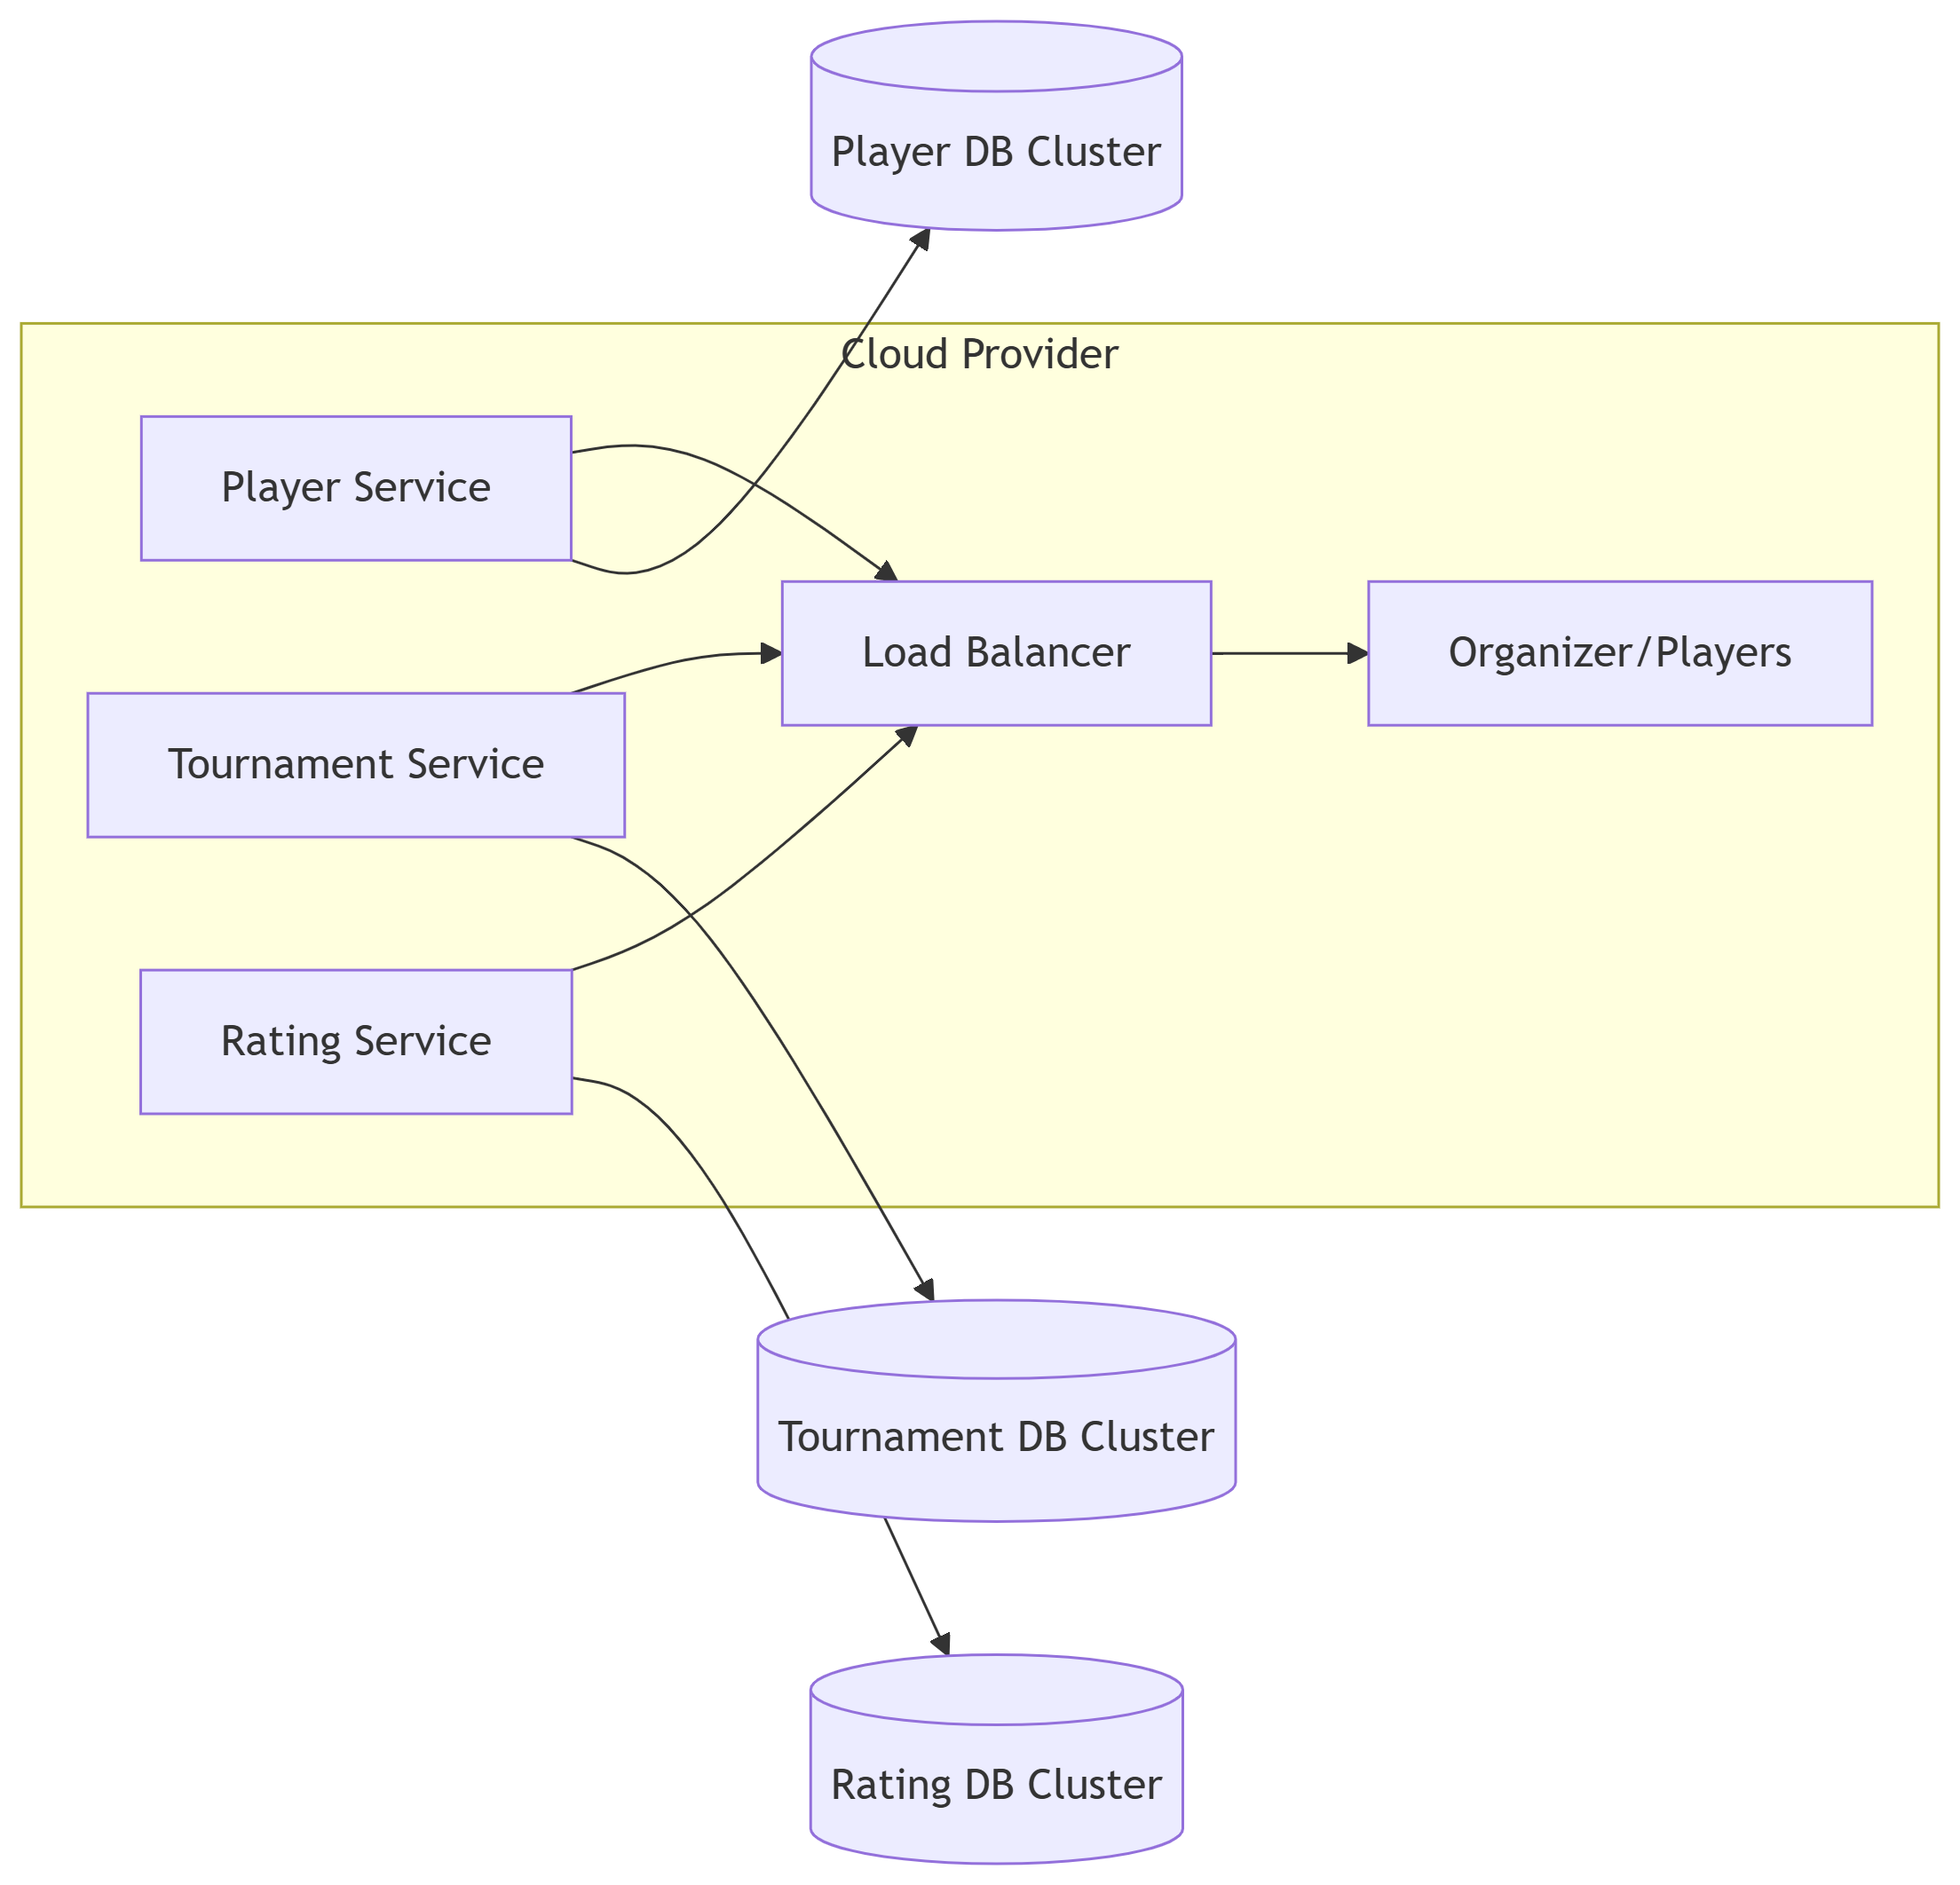 Player DB Cluster
Cloud Provider
Player Service
Load Balancer
Organizer/Players
Tournament Service
Rating Service
Tournament DB Cluster
Rating DB Cluster